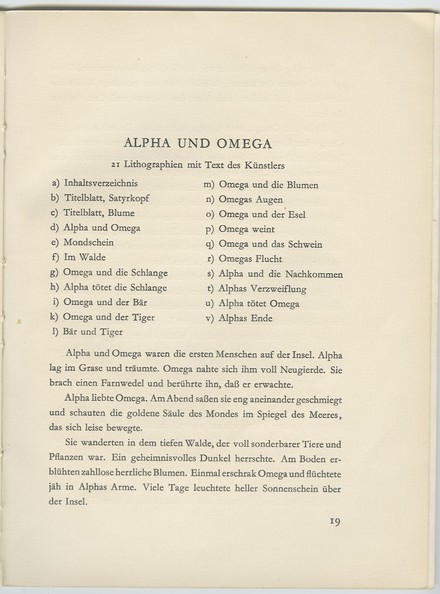 ALPHA UND OMEGA
21 Lithographien mit Text des Künstlers
a) Inhaltsverzeichnis
b) Titelblatt, Satyrkopf
c) Titelblatt, Blume
d) Alpha und Omega
e) Mondschein
f) Im Walde
g) Omega und die Schlange
h) Alpha tötet die Schlange
i) Omega und der Bär
k) Omega und der Tiger
l) Bär und Tiger
m) Omega und die Blumen
n) Omegas Augen
o) Omega und der Esel
p) Omega weint
q) Omega und das Schwein
r) Omegas Flucht
s) Alpha und die Nachkommen
t) Alphas Verzweiflung
u) Alpha tötet Omega
v) Alphas Ende
Alpha und Omega waren die ersten Menschen auf der Insel. Alpha
lag im Grase und träumte. Omega nahte sich ihm voll Neugierde. Sie
brach einen Farnwedel und berührte ihn, daß er erwachte.
Alpha liebte Omega. Am Abend saßen sie eng aneinander geschmiegt
und schauten die goldene Säule des Mondes im Spiegel des Meeres,
das sich leise bewegte.
Sie wanderten in dem tiefen Walde, der voll sonderbarer Tiere und
Pflanzen war. Ein geheimnisvolles Dunkel herrschte. Am Boden er-
blühten zahllose herrliche Blumen. Einmal erschrak Omega und flüchtete
jäh in Alphas Arme. Viele Tage leuchtete heller Sonnenschein über
der Insel.
19